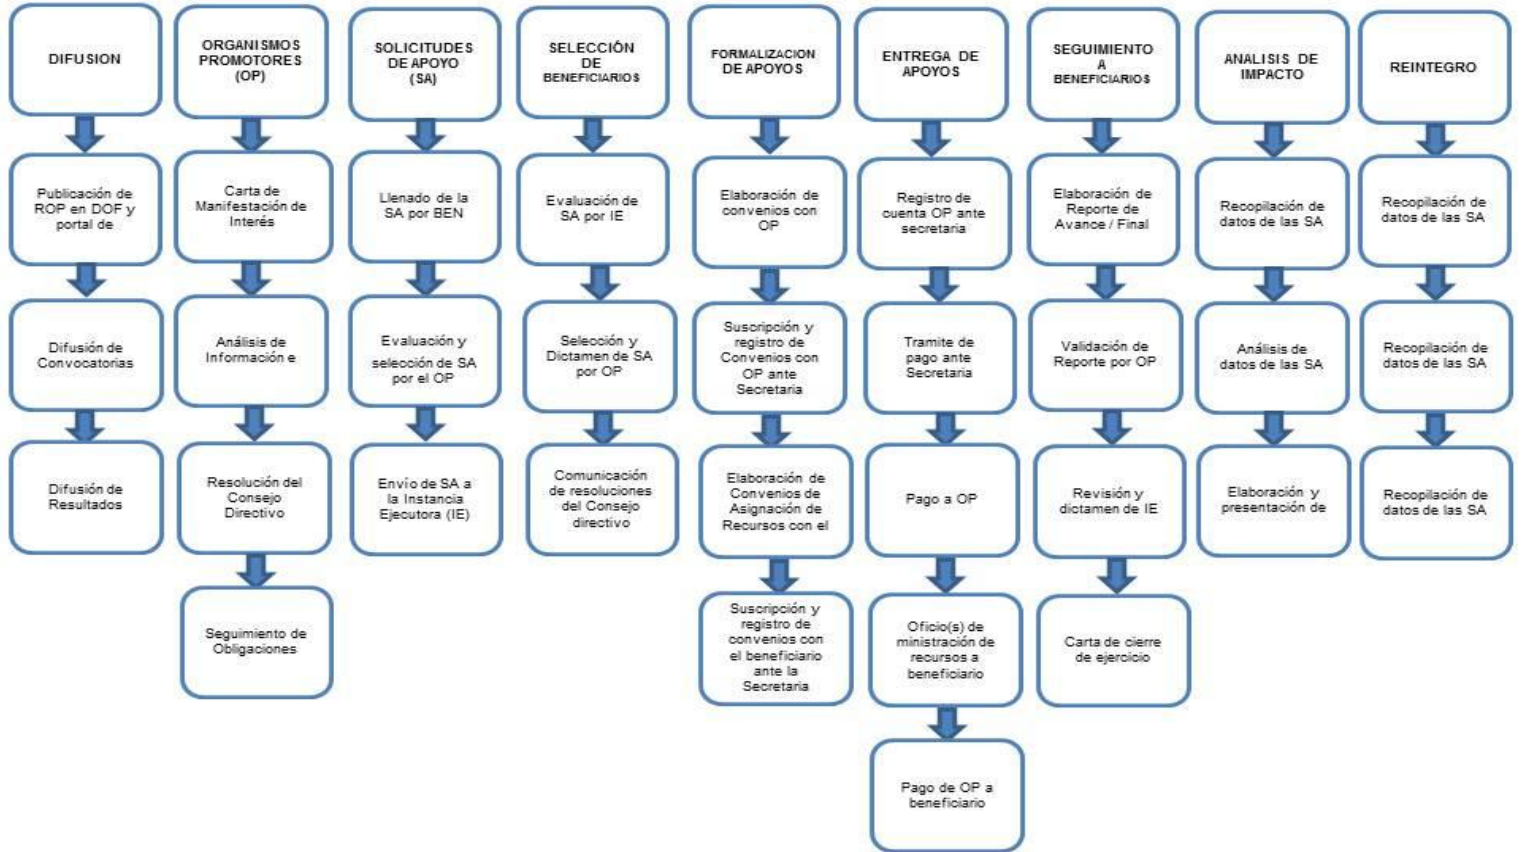 DIFUSION
Publicación de
ROP en DOF y
portal de
Difusión de
Convocatorias
Difusión de
Resultados
ORGANISMOS
PROMOTORES
(OP)
Carta de
Manifestación de
Interés
Análisis de
Información e
Resolución del
Consejo
Directivo
Seguimiento de
Obligaciones
SOLICITUDES
DE APOYO
(SA)
Llenado de la
SA por BEN
Evaluación y
selección de SA
por el OP
Envío de SA a
la Instancia
Ejecutora (IE)
SELECCIÓN
DE
BENEFICIARIOS
Evaluación de
SA por IE
Selección y
Dictamen de SA
por OP
Comunicación
de resoluciones
del Consejo
directivo
FORMALIZACION
DE APOYOS
Elaboración de
convenios con
OP
Suscripción y
registro de
Convenios con
OP ante
Secretaria
Elaboración de
Convenios de
Asignación de
Recursos con el
Suscripción y
registro de
convenios con
el beneficiario
ante la
Secretaria
ENTREGA DE
APOYOS
Registro de
cuenta OP ante
secretaria
Tramite de
pago ante
Secretaria
Pago a OP
Oficio(s) de
ministración de
recursos a
beneficiario
Pago de OP a
beneficiario
SEGUIMIENTO
A
BENEFICIARIOS
Elaboración de
Reporte de
Avance / Final
Validación de
Reporte por OP
Revisión y
dictamen de IE
Carta de cierre
de ejercicio
ANALISIS DE
IMPACTO
Recopilación de
datos de las SA
Análisis de
datos de las SA
Elaboración y
presentación de
REINTEGRO
Recopilación de
datos de las SA
Recopilación de
datos de las SA
Recopilación de
datos de las SA